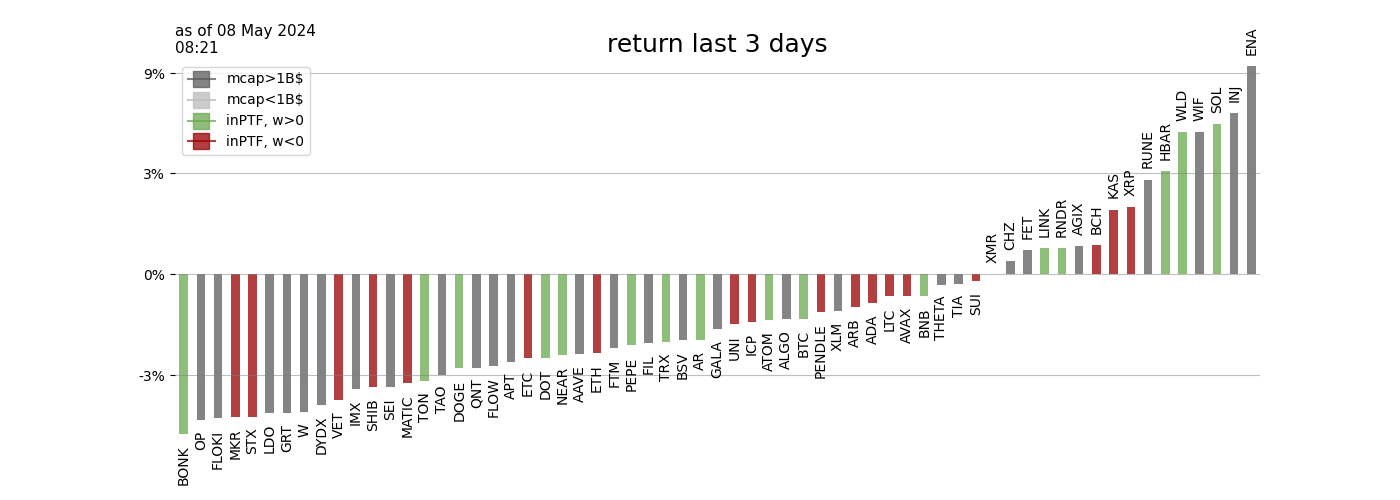 as of 08 May 2024
08:21
return last 3 days
mcap>1B$
mcap<1B$
inPTF, w>0
inPTF, w<0
9%
3%
0%
-3%
BONK
OP
FLOKI
MKR
STX
LDO
GRT
W
DYDX
VET
IMX
SHIB
SEI
MATIC
TON
TAO
DOGE
QNT
FLOW
APT
ETC
DOT
NEAR
AAVE
ETH
FTM
PEPE
FIL
TRX
BSV
AR
GALA
UNI
ICP
ATOM
ALGO
BTC
PENDLE
XLM
ARB
ADA
LTC
AVAX
BNB
THETA
TIA
SUI
XMR
CHZ
FET
LINK
RNDR
AGIX
BCH
KAS
XRP
RUNE
HBAR
WLD
WIF
SOL
INJ
ENA